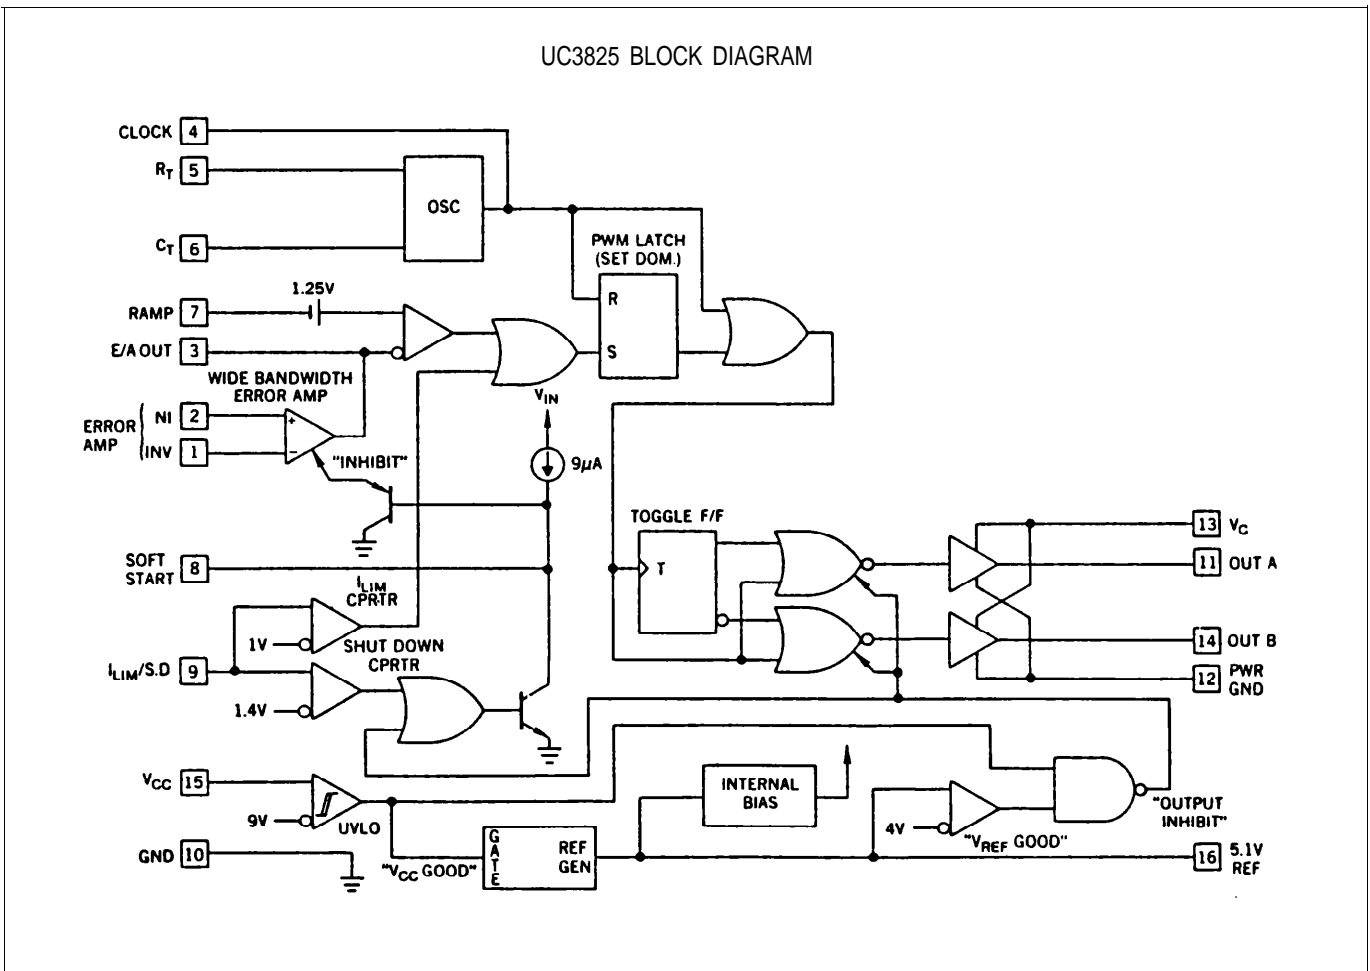 UC3825 BLOCK DIAGRAM
CLOCK 4
RT 5
OSC
CT 6
PWM LATCH
(SET DOM.)
1.25V
RAMP 7
R
E/A OUT 3
S
WIDE BANDWIDTH
ERROR AMP
VIN
ERROR
AMP
NI 2
+
INV 1
−
"INHIBIT"
9µA
TOGGLE F/F
13 VC
SOFT
START
8
T
11 OUT A
ILIM
CPRTR
1V
SHUT DOWN
CPRTR
14 OUT B
ILIM/S.D 9
12 PWR
GND
1.4V
VCC 15
INTERNAL
BIAS
9V
UVLO
4V
"VREF GOOD"
"OUTPUT
INHIBIT"
GND 10
"VCC GOOD"
GATE
REF
GEN
16 5.1V
REF